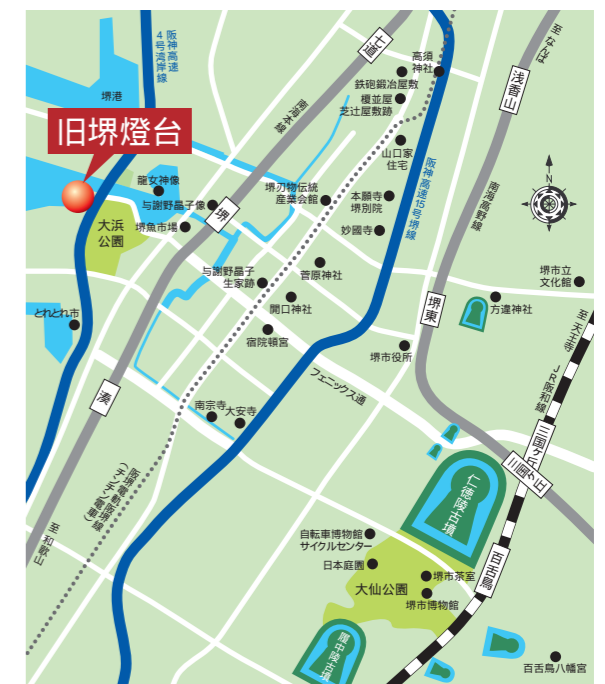 阪神高速
4号湾岸線
堺港
七道
高須
神社
鉄砲鍛冶屋敷
榎並屋
芝辻屋敷跡
至 なんば
浅香山
旧堺燈台
南海本線
山口家
住宅
阪神高速15号堺線
南海高野線
N
龍女神像
与謝野晶子像
堺刃物伝統
産業会館
本願寺
堺別院
大浜
公園
堺魚市場
堺
妙國寺
与謝野晶子
生家跡
菅原神社
堺市立
文化館
開口神社
堺東
方違神社
とれとれ市
宿院頓宮
堺市役所
至 天王寺
JR阪和線
フェニックス通
湊
南宗寺
大安寺
三国ヶ丘
三国ヶ丘
阪堺電軌阪堺線
(チンチン電車)
仁徳陵古墳
至 和歌山
自転車博物館
サイクルセンター
日本庭園
百舌鳥
堺市茶室
大仙公園
堺市博物館
履中陵古墳
百舌鳥八幡宮